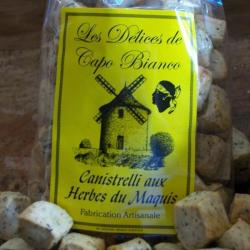 Les Délices de
Capo Bianco
Canistrelli aux
Herbes du Maquis
Fabrication Artisanale